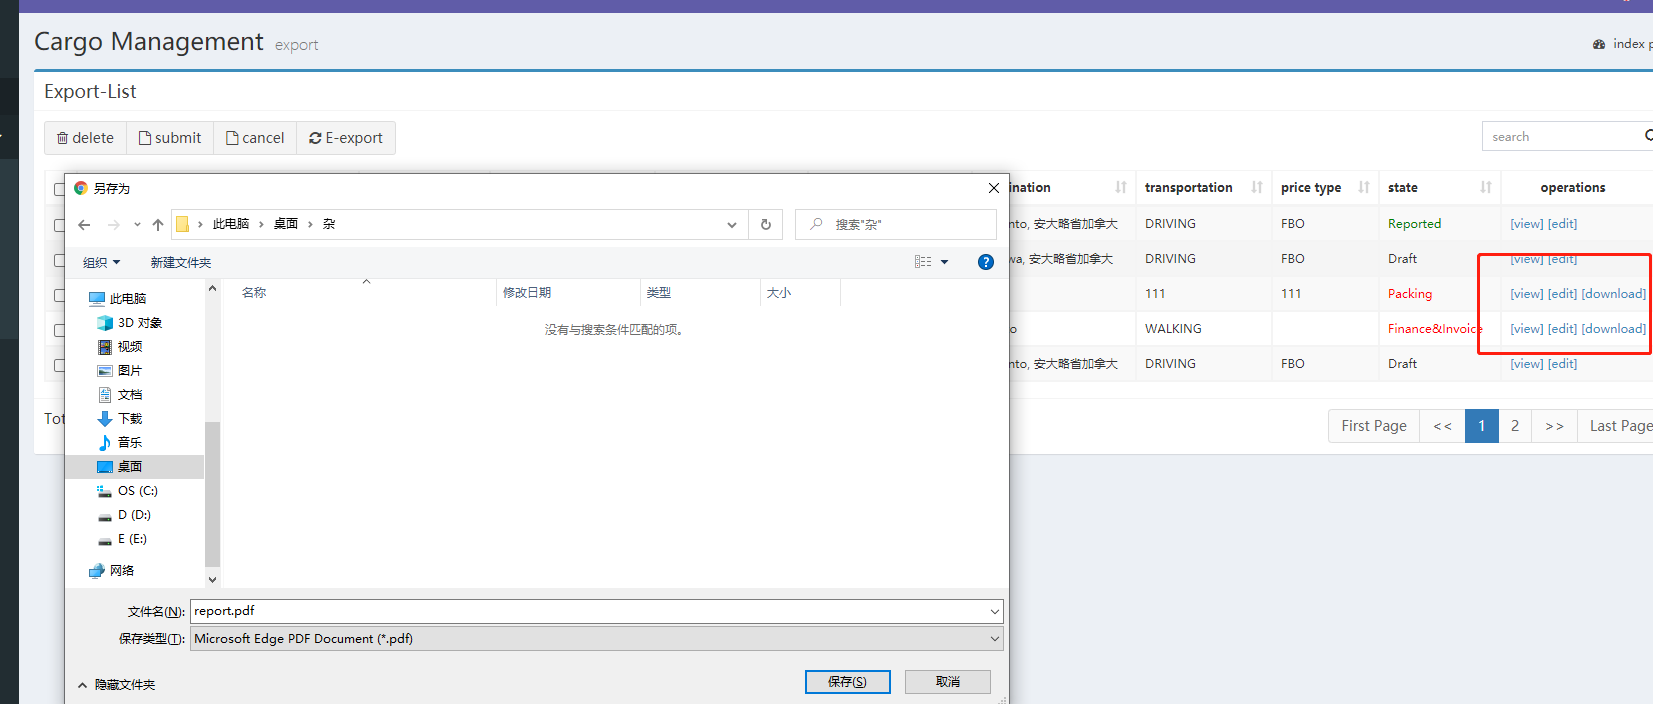 Cargo Management export
index p
Export-List
delete submit cancel E-export
search
另存为
ination transportation price type state operations
此电脑 桌面 杂
搜索"杂"
nto, 安大略省加拿大 DRIVING FBO Reported [view] [edit]
组织 新建文件夹
wa, 安大略省加拿大 DRIVING FBO Draft [view] [edit]
名称 修改日期 类型 大小
111 111 Packing [view] [edit] [download]
没有与搜索条件匹配的项。
o WALKING Finance&Invoice [view] [edit] [download]
nto, 安大略省加拿大 DRIVING FBO Draft [view] [edit]
此电脑
3D 对象
视频
图片
文档
下载
音乐
桌面
OS (C:)
D (D:)
E (E:)
网络
Tot
First Page << 1 2 >> Last Page
文件名(N): report.pdf
保存类型(T): Microsoft Edge PDF Document (*.pdf)
隐藏文件夹
保存(S) 取消